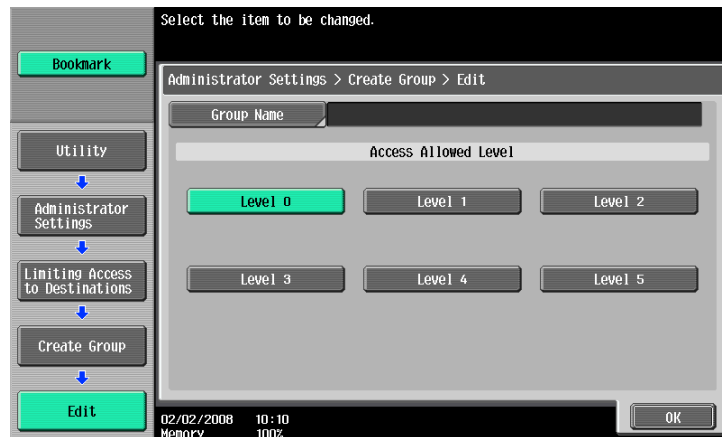 Select the item to be changed.
Bookmark
Administrator Settings > Create Group > Edit
Group Name
Utility
Access Allowed Level
Level 0
Level 1
Level 2
Administrator
Settings
Limiting Access
to Destinations
Level 3
Level 4
Level 5
Create Group
Edit
02/02/2008 10:10
Memory 100%
OK